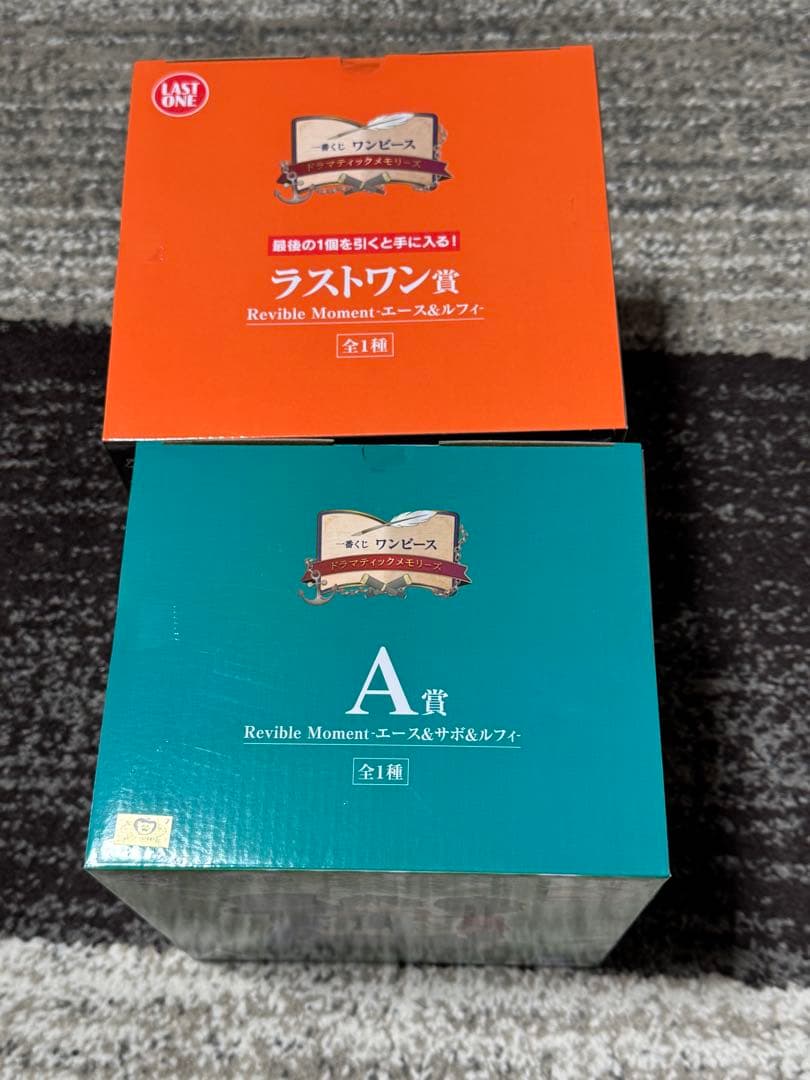 LAST
ONE
一番くじ ワンピース
ドラマティックメモリーズ
最後の1個を引くと手に入る!
ラストワン賞
Revible Moment-エース&ルフィ-
全1種
一番くじ ワンピース
ドラマティックメモリーズ
A賞
Revible Moment-エース&サボ&ルフィ-
全1種